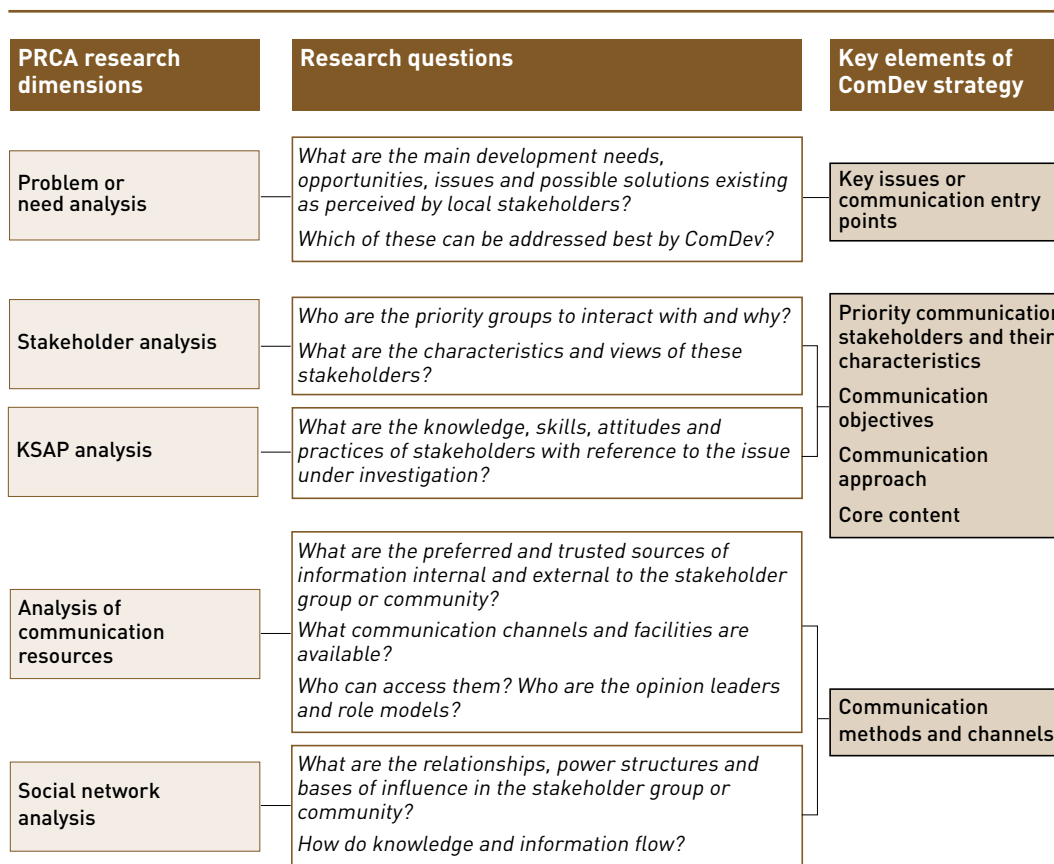 PRCA research
dimensions
Research questions
Key elements of
ComDev strategy
Problem or
need analysis
What are the main development needs,
opportunities, issues and possible solutions existing
as perceived by local stakeholders?
Which of these can be addressed best by ComDev?
Key issues or
communication entry
points
Stakeholder analysis
Who are the priority groups to interact with and why?
What are the characteristics and views of these
stakeholders?
KSAP analysis
What are the knowledge, skills, attitudes and
practices of stakeholders with reference to the issue
under investigation?
Priority communication
stakeholders and their
characteristics
Communication
objectives
Communication
approach
Core content
Analysis of
communication
resources
What are the preferred and trusted sources of
information internal and external to the stakeholder
group or community?
What communication channels and facilities are
available?
Who can access them? Who are the opinion leaders
and role models?
Social network
analysis
What are the relationships, power structures and
bases of influence in the stakeholder group or
community?
How do knowledge and information flow?
Communication
methods and channels